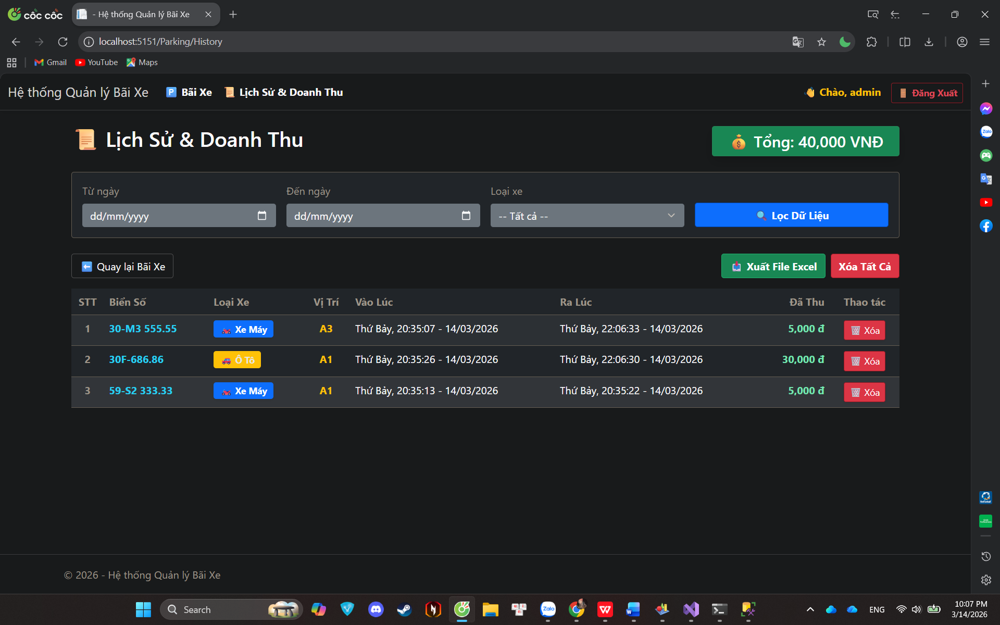 cốc cốc
- Hệ thống Quản lý Bãi Xe
localhost:5151/Parking/History
Gmail YouTube Maps
Hệ thống Quản lý Bãi Xe P Bãi Xe Lịch Sử & Doanh Thu Chào, admin Đăng Xuất
Lịch Sử & Doanh Thu
Tổng: 40,000 VNĐ
Từ ngày Đến ngày Loại xe
dd/mm/yyyy dd/mm/yyyy -- Tất cả -- Lọc Dữ Liệu
Quay lại Bãi Xe Xuất File Excel Xóa Tất Cả
STT Biển Số Loại Xe Vị Trí Vào Lúc Ra Lúc Đã Thu Thao tác
1 30-M3 555.55 Xe Máy A3 Thứ Bảy, 20:35:07 - 14/03/2026 Thứ Bảy, 22:06:33 - 14/03/2026 5,000 đ Xóa
2 30F-686.86 Ô Tô A1 Thứ Bảy, 20:35:26 - 14/03/2026 Thứ Bảy, 22:06:30 - 14/03/2026 30,000 đ Xóa
3 59-S2 333.33 Xe Máy A1 Thứ Bảy, 20:35:13 - 14/03/2026 Thứ Bảy, 20:35:22 - 14/03/2026 5,000 đ Xóa
© 2026 - Hệ thống Quản lý Bãi Xe
Search
Zalo
ENG
10:07 PM
3/14/2026